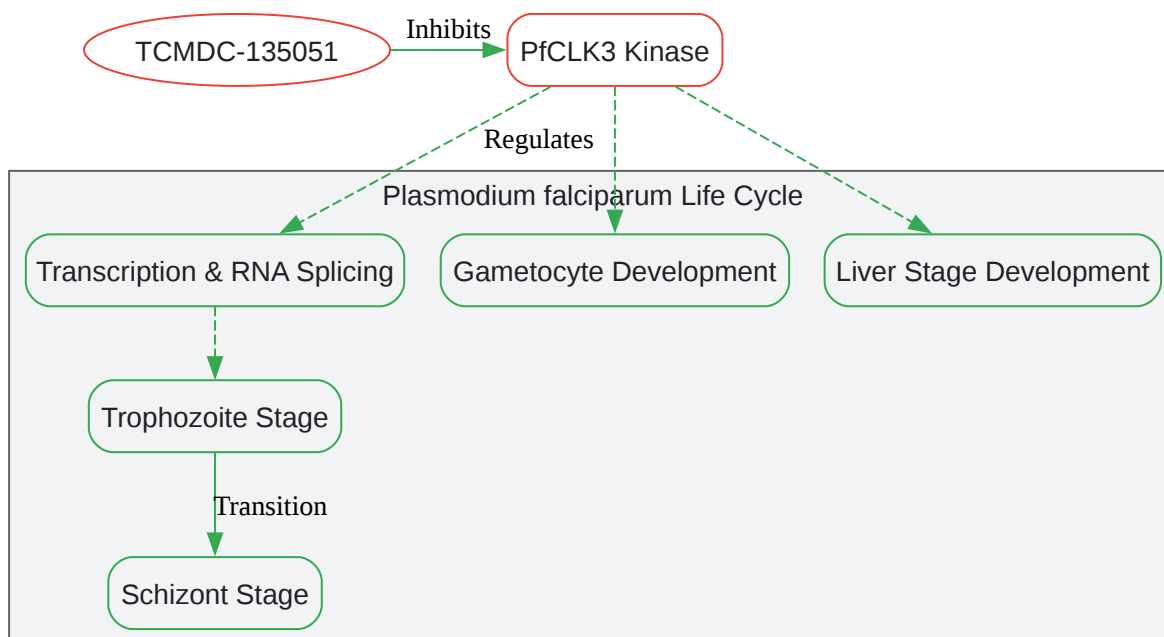 Inhibits
TCMDC-135051
PfCLK3 Kinase
Regulates
Plasmodium falciparum Life Cycle
Transcription & RNA Splicing
Gametocyte Development
Liver Stage Development
Trophozoite Stage
Transition
Schizont Stage